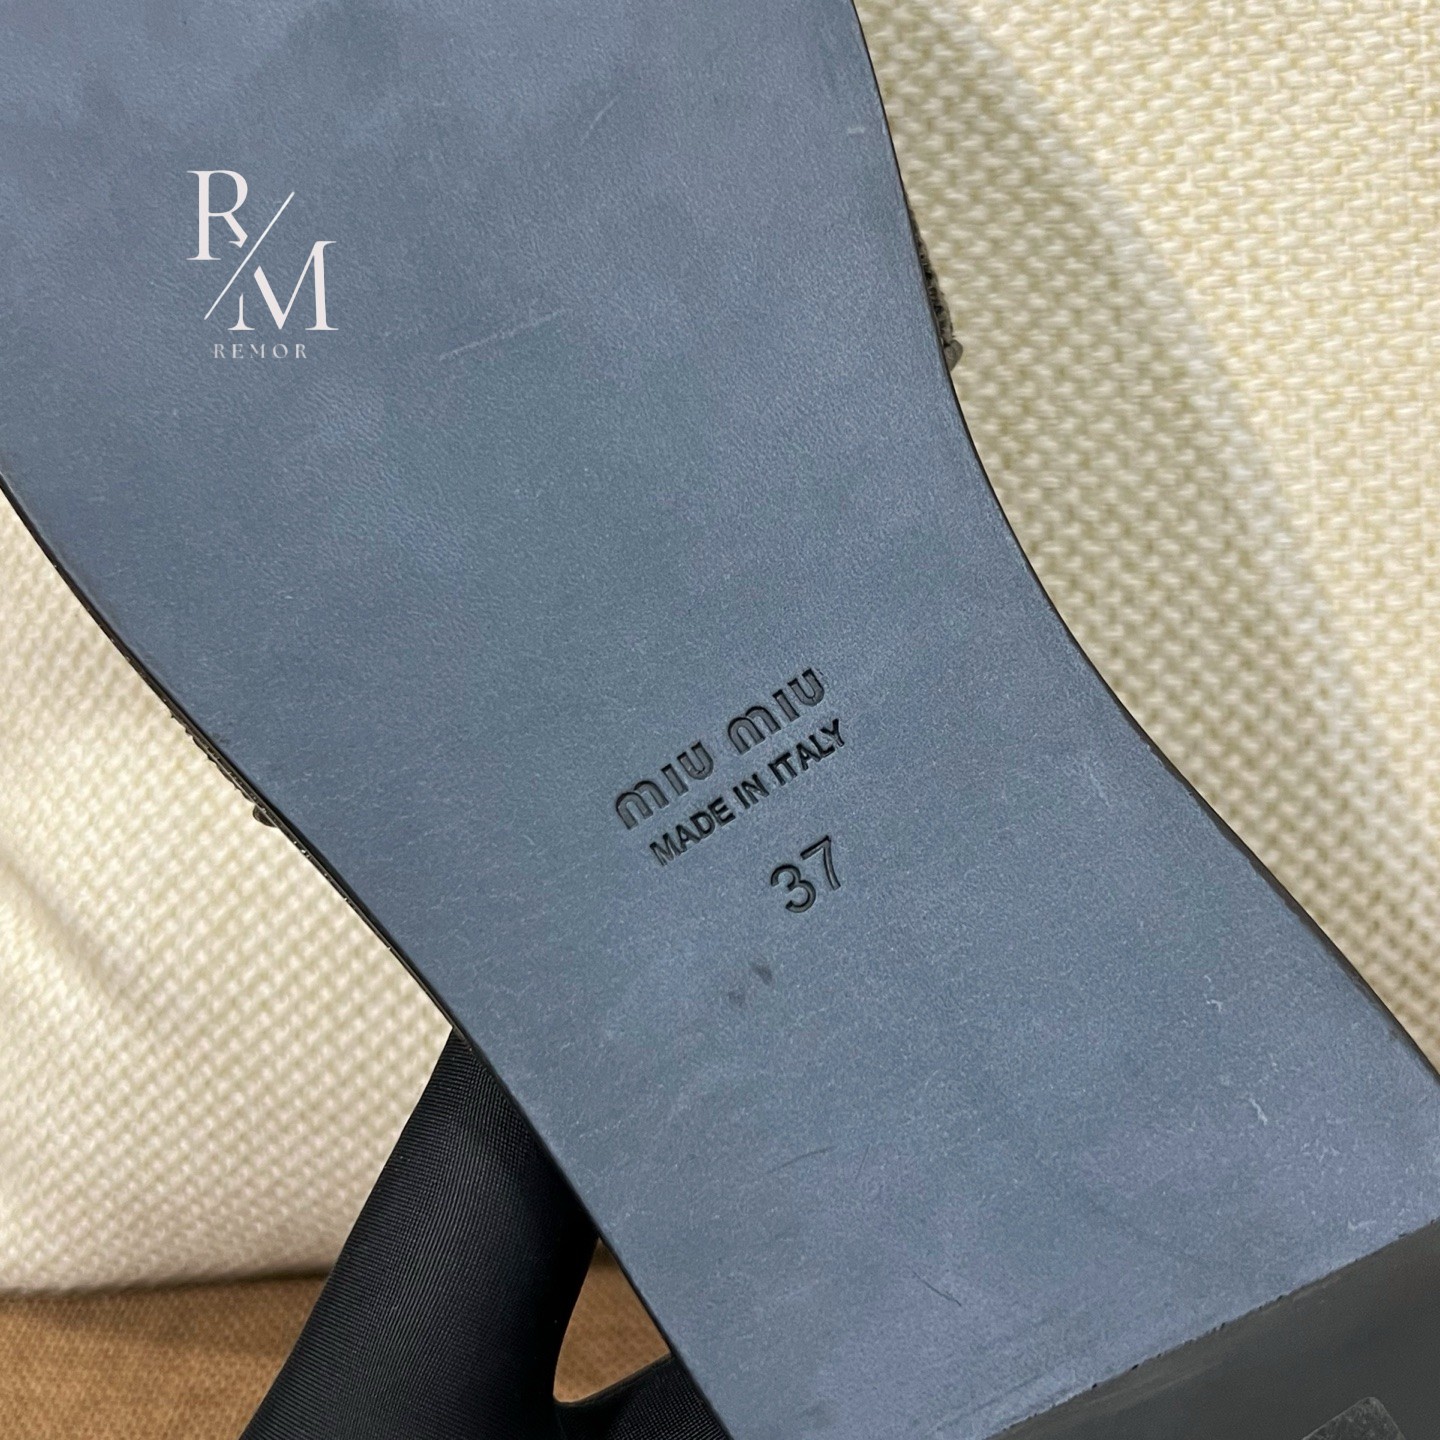 R/M
REMOR
MIU MIU
MADE IN ITALY
37